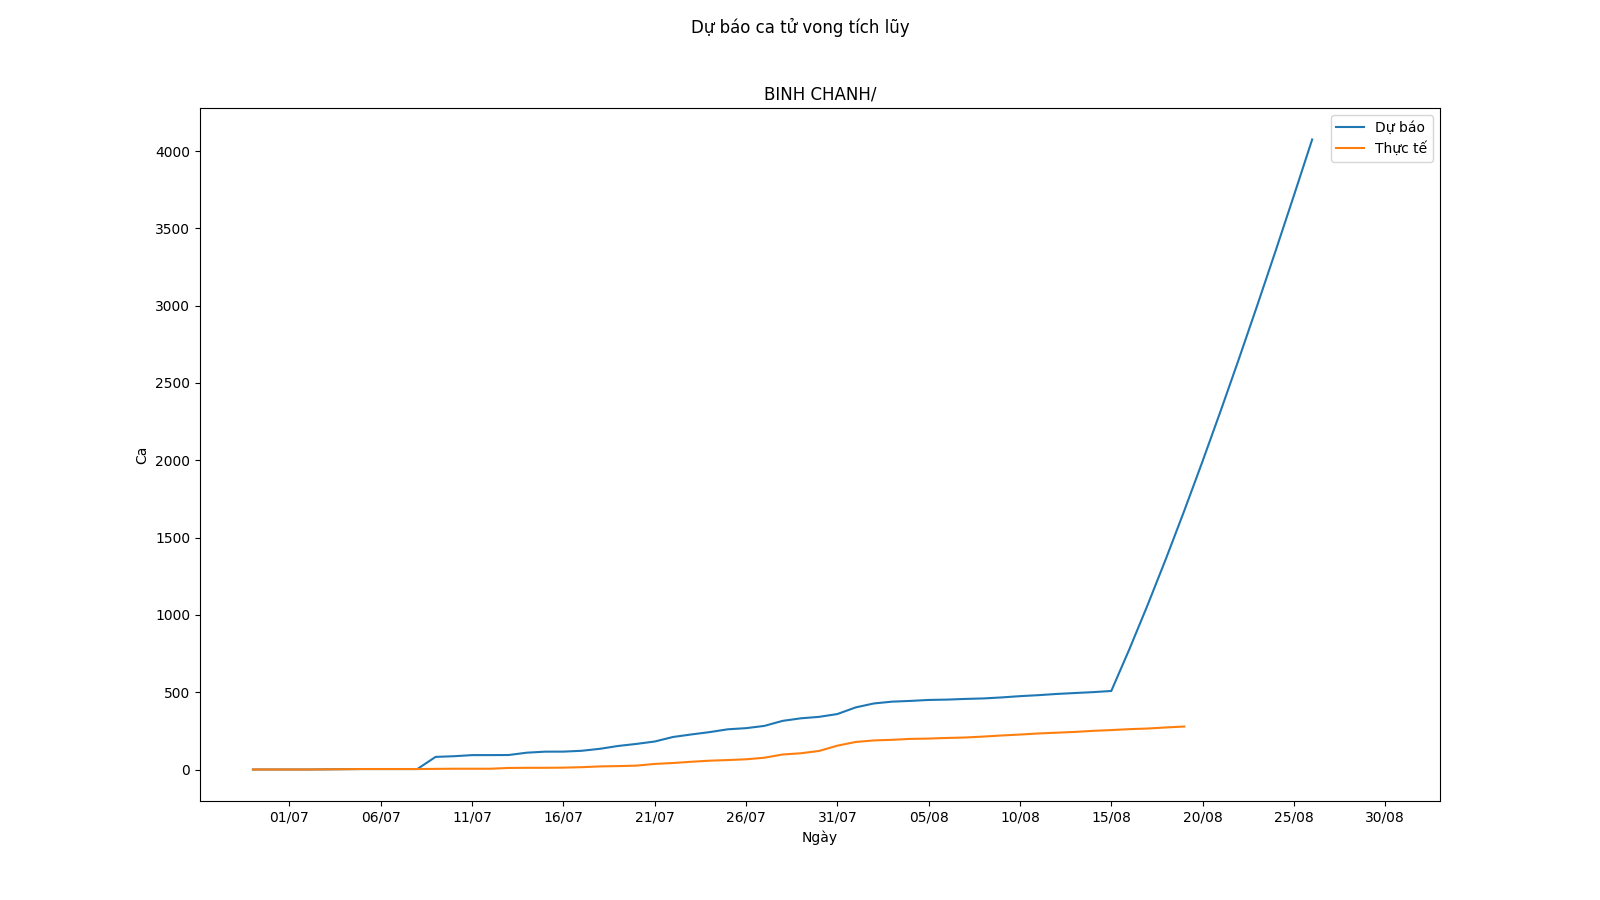 Dự báo ca tử vong tích lũy
BINH CHANH/
Dự báo
Thực tế
4000
3500
3000
2500
2000
1500
1000
500
0
Ca
01/07 06/07 11/07 16/07 21/07 26/07 31/07 05/08 10/08 15/08 20/08 25/08 30/08
Ngày